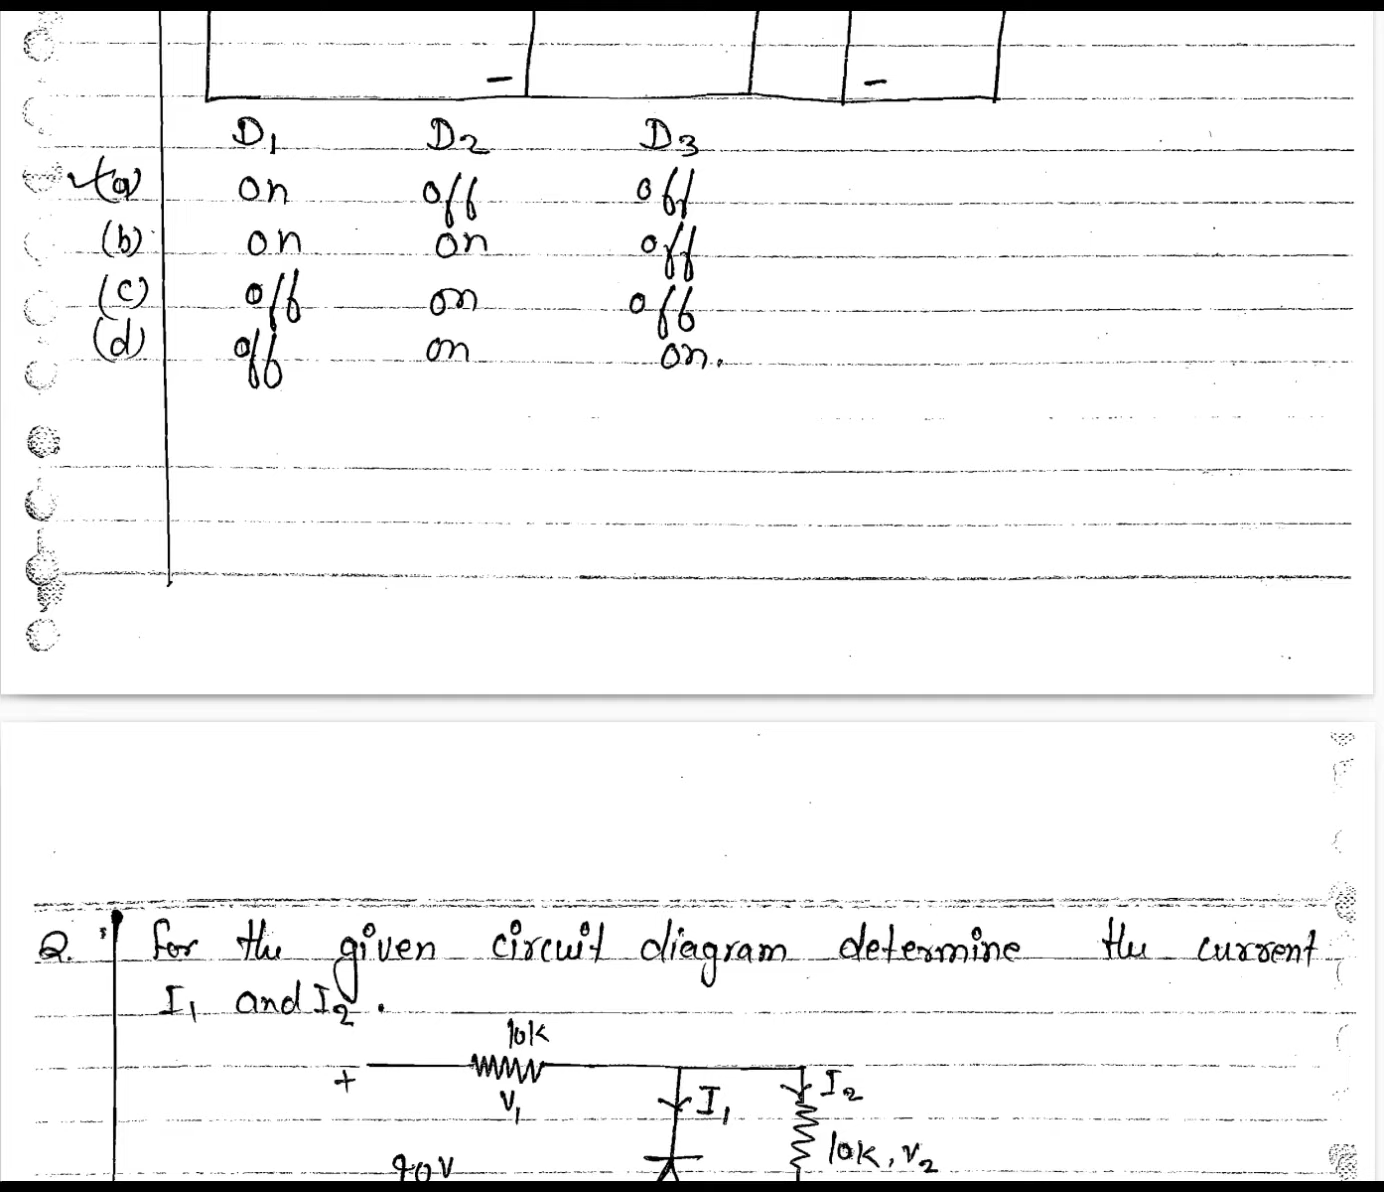 D₁ D₂ D₃
(a) on off off
(b) on on off
(c) off on off
(d) off on on.
Q. For the given circuit diagram determine the current
I₁ and I₂.
10k
+
V₁ I₁ I₂
90V 10k, V₂